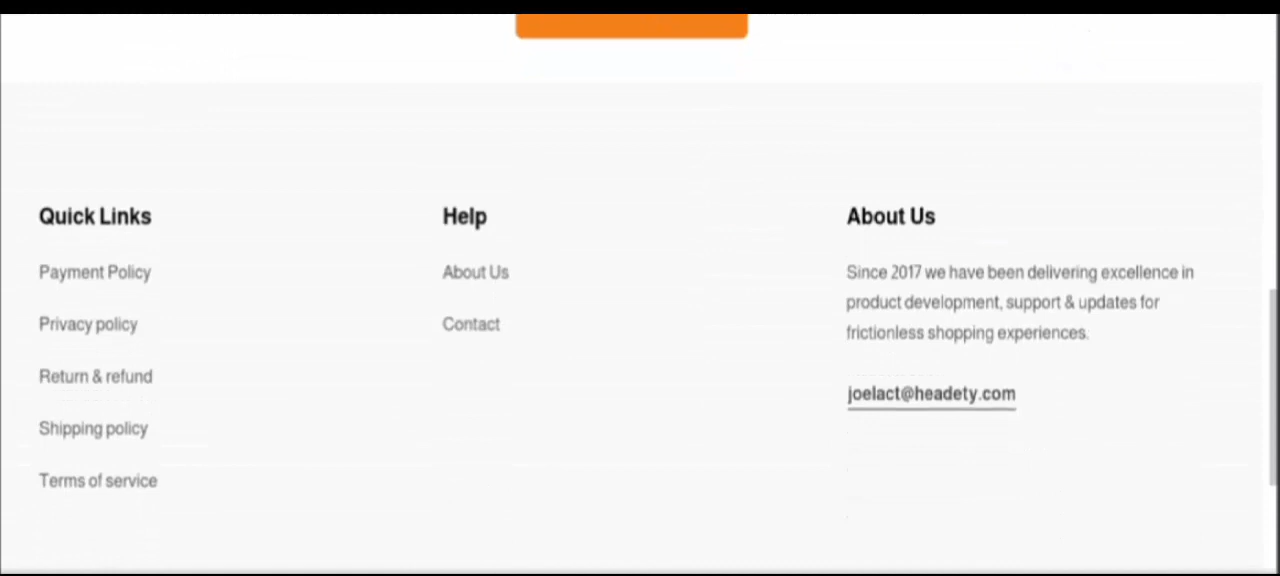 Quick Links
Payment Policy
Privacy policy
Return & refund
Shipping policy
Terms of service
Help
About Us
Contact
About Us
Since 2017 we have been delivering excellence in
product development, support & updates for
frictionless shopping experiences.
joelact@headety.com